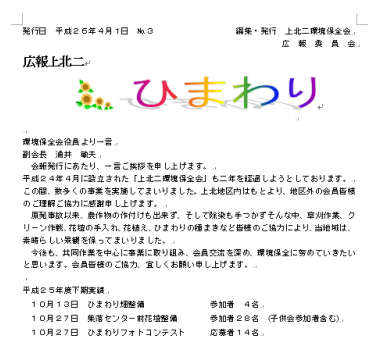 発行日　平成２６年４月１日　№３　　　　編集・発行　上北二環境保全会
広　報　委　員　会
広報上北二
ひまわり
環境保全会役員より一言
副会長　酒井　敏夫
会報発行にあたり、一言ご挨拶を申し上げます。
平成２４年４月に設立された「上北二環境保全会」も二年を経過しようとしております。
この間、数多くの事業を実施してまいりました。上北地区内はもとより、地区外の会員皆様
のご理解ご協力に感謝申し上げます。
原発事故以来、農作物の作付けも出来ず、そして除染も手つかずそんな中、草刈作業、ク
リーン作戦、花壇の手入れ、花植え、ひまわりの種まきなど皆様のご協力により、当地域は、
素晴らしい景観を保ってまいりました。
今後も、共同作業を中心に事業に取り組み、会員交流を深め、環境保全に努めていきたい
と思います。会員皆様のご協力、宜しくお願い申し上げます。
平成２５年度下期実績
１０月１３日　ひまわり畑整備　　　　参加者　４名
１０月２７日　集落センター前花壇整備　　　　参加者２８名　(子供会参加者含む)
１０月２７日　ひまわりフォトコンテスト　　　　応募者１４名